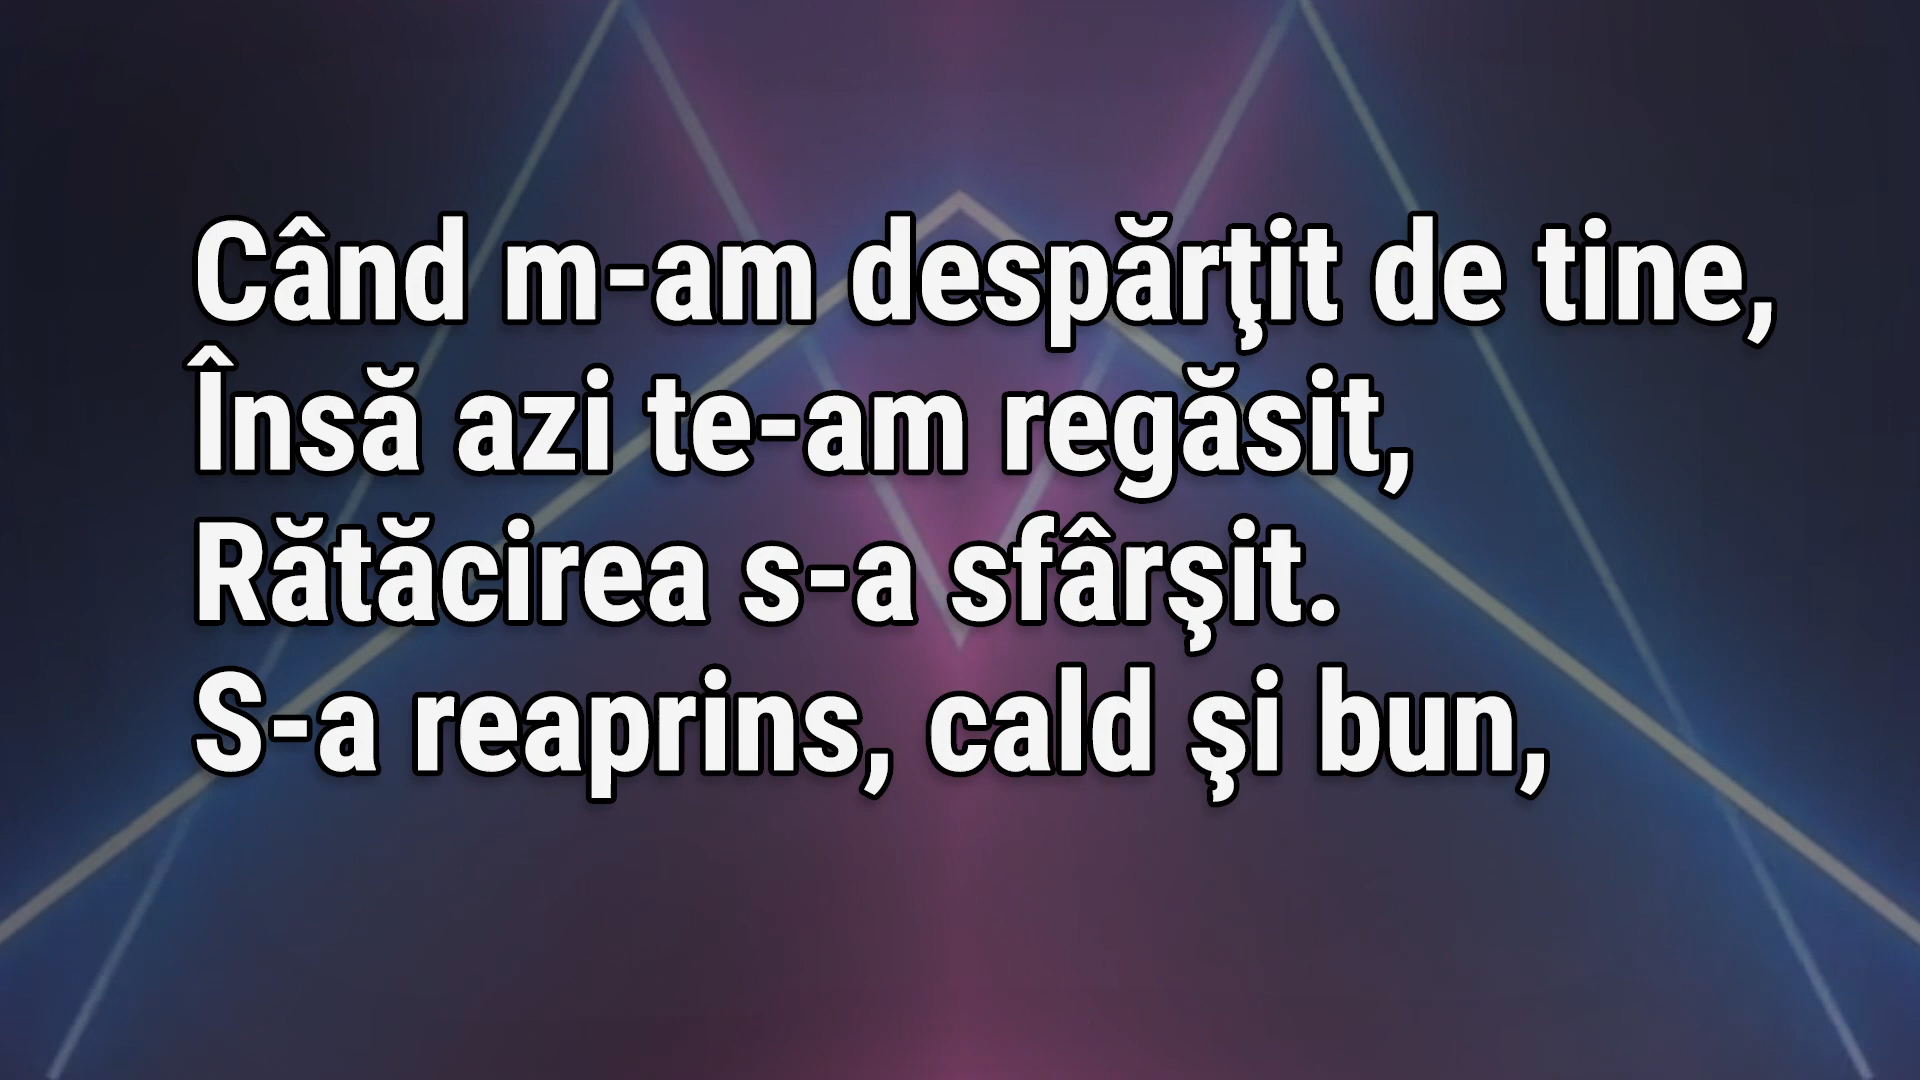 Când m-am despărţit de tine,
Însă azi te-am regăsit,
Rătăcirea s-a sfârşit.
S-a reaprins, cald şi bun,